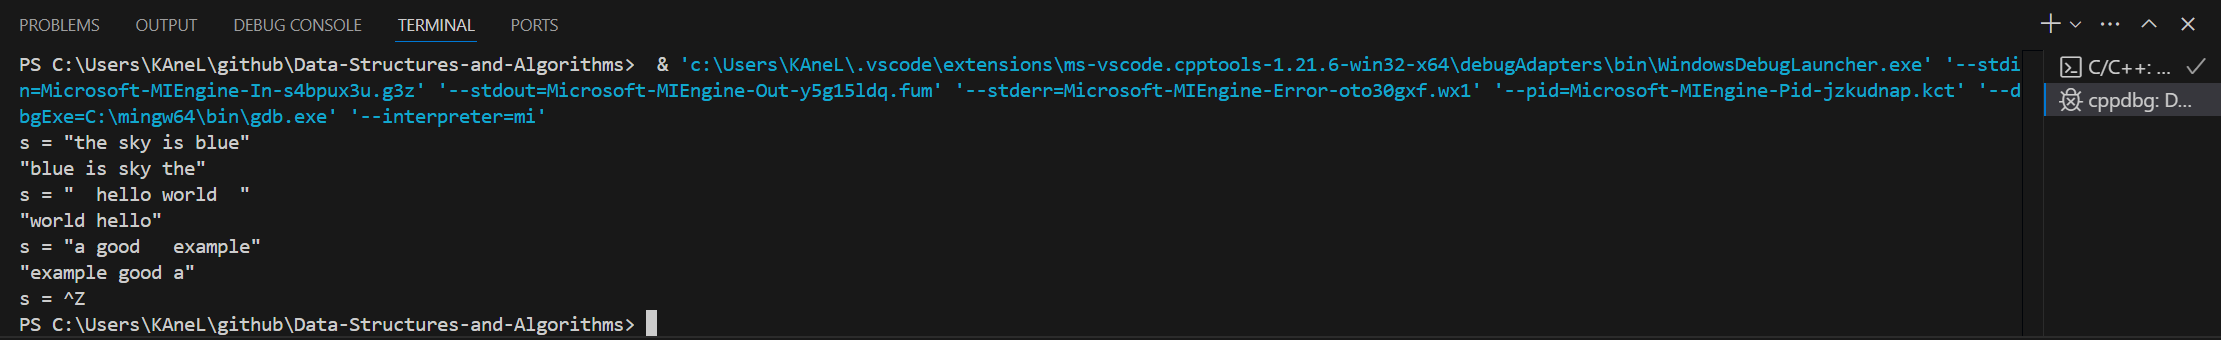 PROBLEMS OUTPUT DEBUG CONSOLE TERMINAL PORTS
PS C:\Users\KAneL\github\Data-Structures-and-Algorithms>  & 'c:\Users\KAneL\.vscode\extensions\ms-vscode.cpptools-1.21.6-win32-x64\debugAdapters\bin\WindowsDebugLauncher.exe' '--stdi
n=Microsoft-MIEngine-In-s4bpux3u.g3z' '--stdout=Microsoft-MIEngine-Out-y5g15ldq.fum' '--stderr=Microsoft-MIEngine-Error-oto30gxf.wx1' '--pid=Microsoft-MIEngine-Pid-jzkudnap.kct' '--d
bgExe=C:\mingw64\bin\gdb.exe' '--interpreter=mi'
s = "the sky is blue"
"blue is sky the"
s = "  hello world  "
"world hello"
s = "a good   example"
"example good a"
s = ^Z
PS C:\Users\KAneL\github\Data-Structures-and-Algorithms>
C/C++: ...
cppdbg: D...